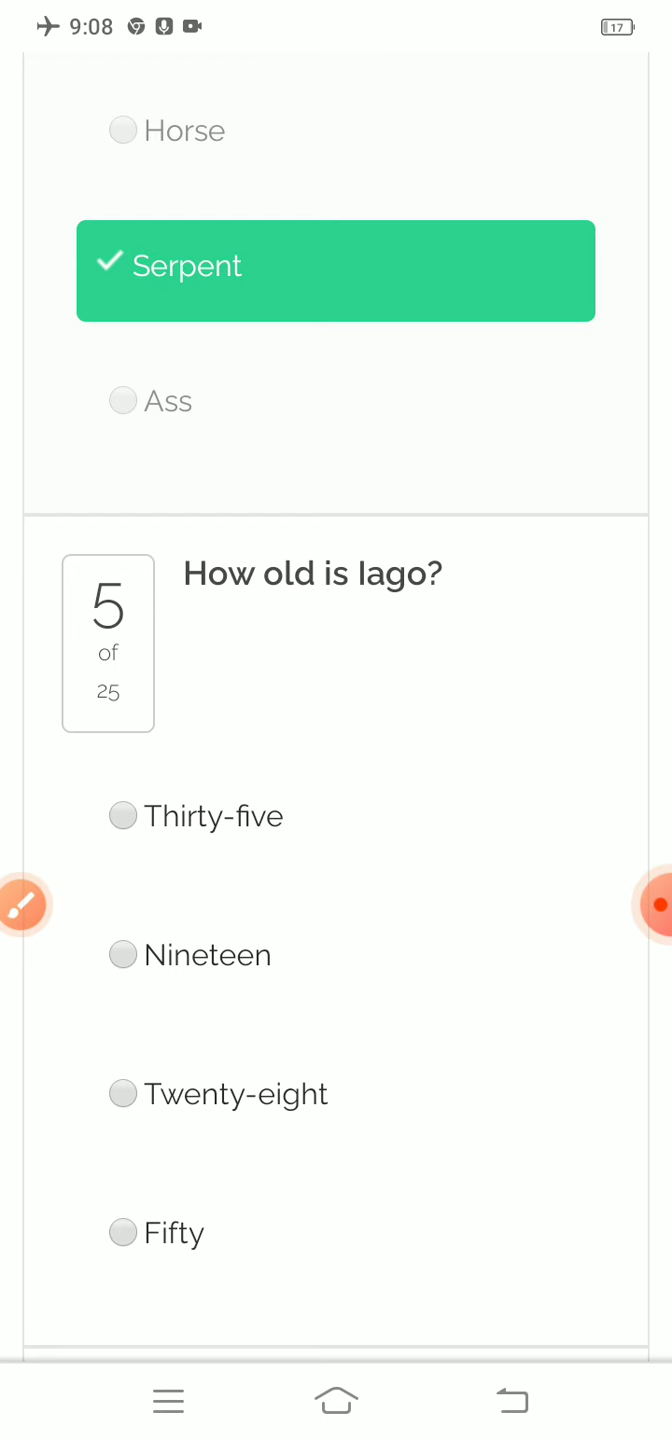 9:08
17
Horse
Serpent
Ass
5
of
25
How old is Iago?
Thirty-five
Nineteen
Twenty-eight
Fifty